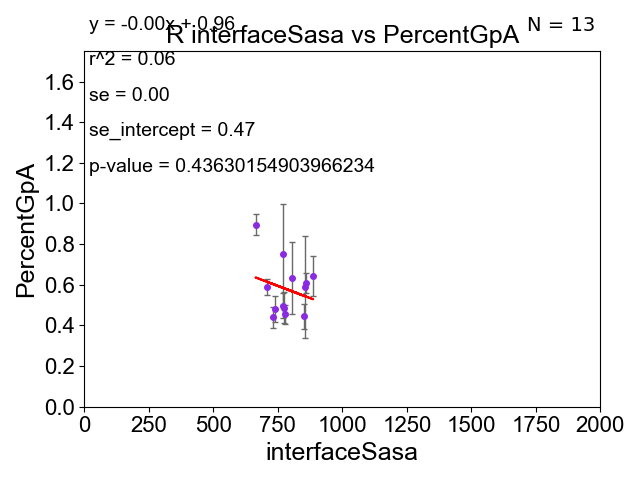 y = -0.00x + 0.96
N = 13
R interfaceSasa vs PercentGpA
r^2 = 0.06
se = 0.00
se_intercept = 0.47
p-value = 0.43630154903966234
PercentGpA
1.6
1.4
1.2
1.0
0.8
0.6
0.4
0.2
0.0
0 250 500 750 1000 1250 1500 1750 2000
interfaceSasa